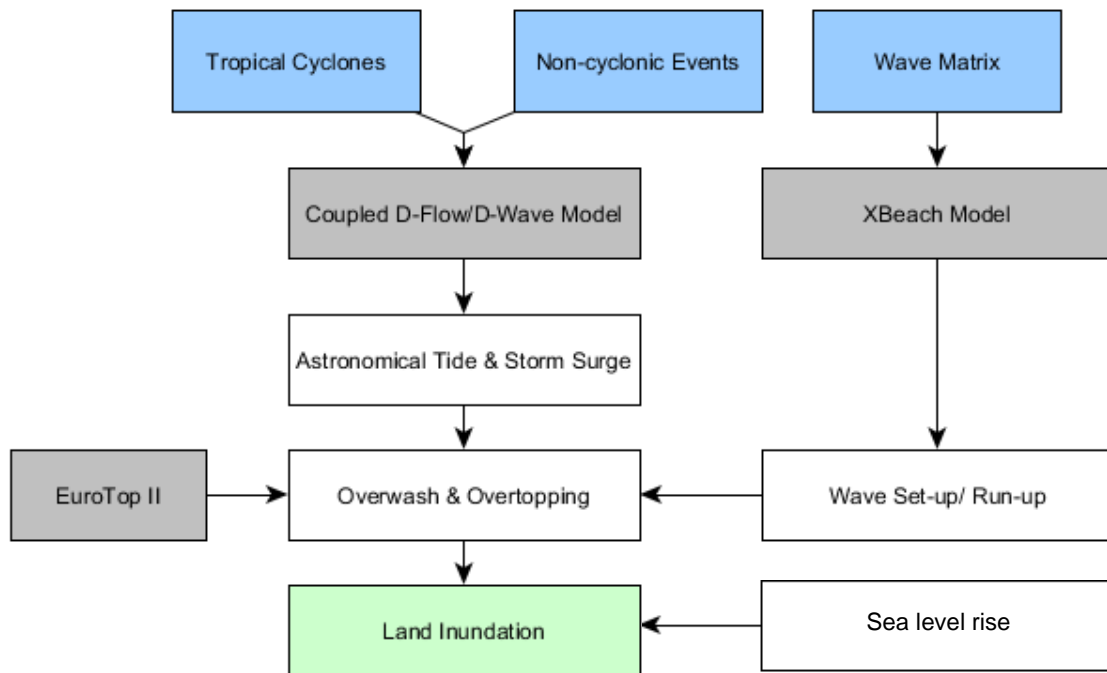 Tropical Cyclones
Non-cyclonic Events
Wave Matrix
Coupled D-Flow/D-Wave Model
XBeach Model
Astronomical Tide & Storm Surge
EuroTop II
Overwash & Overtopping
Wave Set-up/ Run-up
Land Inundation
Sea level rise